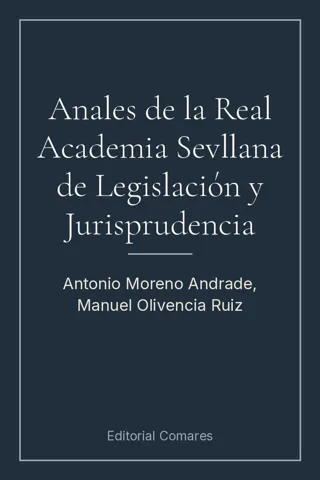 Anales de la Real
Academia Sevllana
de Legislación y
Jurisprudencia
Antonio Moreno Andrade,
Manuel Olivencia Ruiz
Editorial Comares